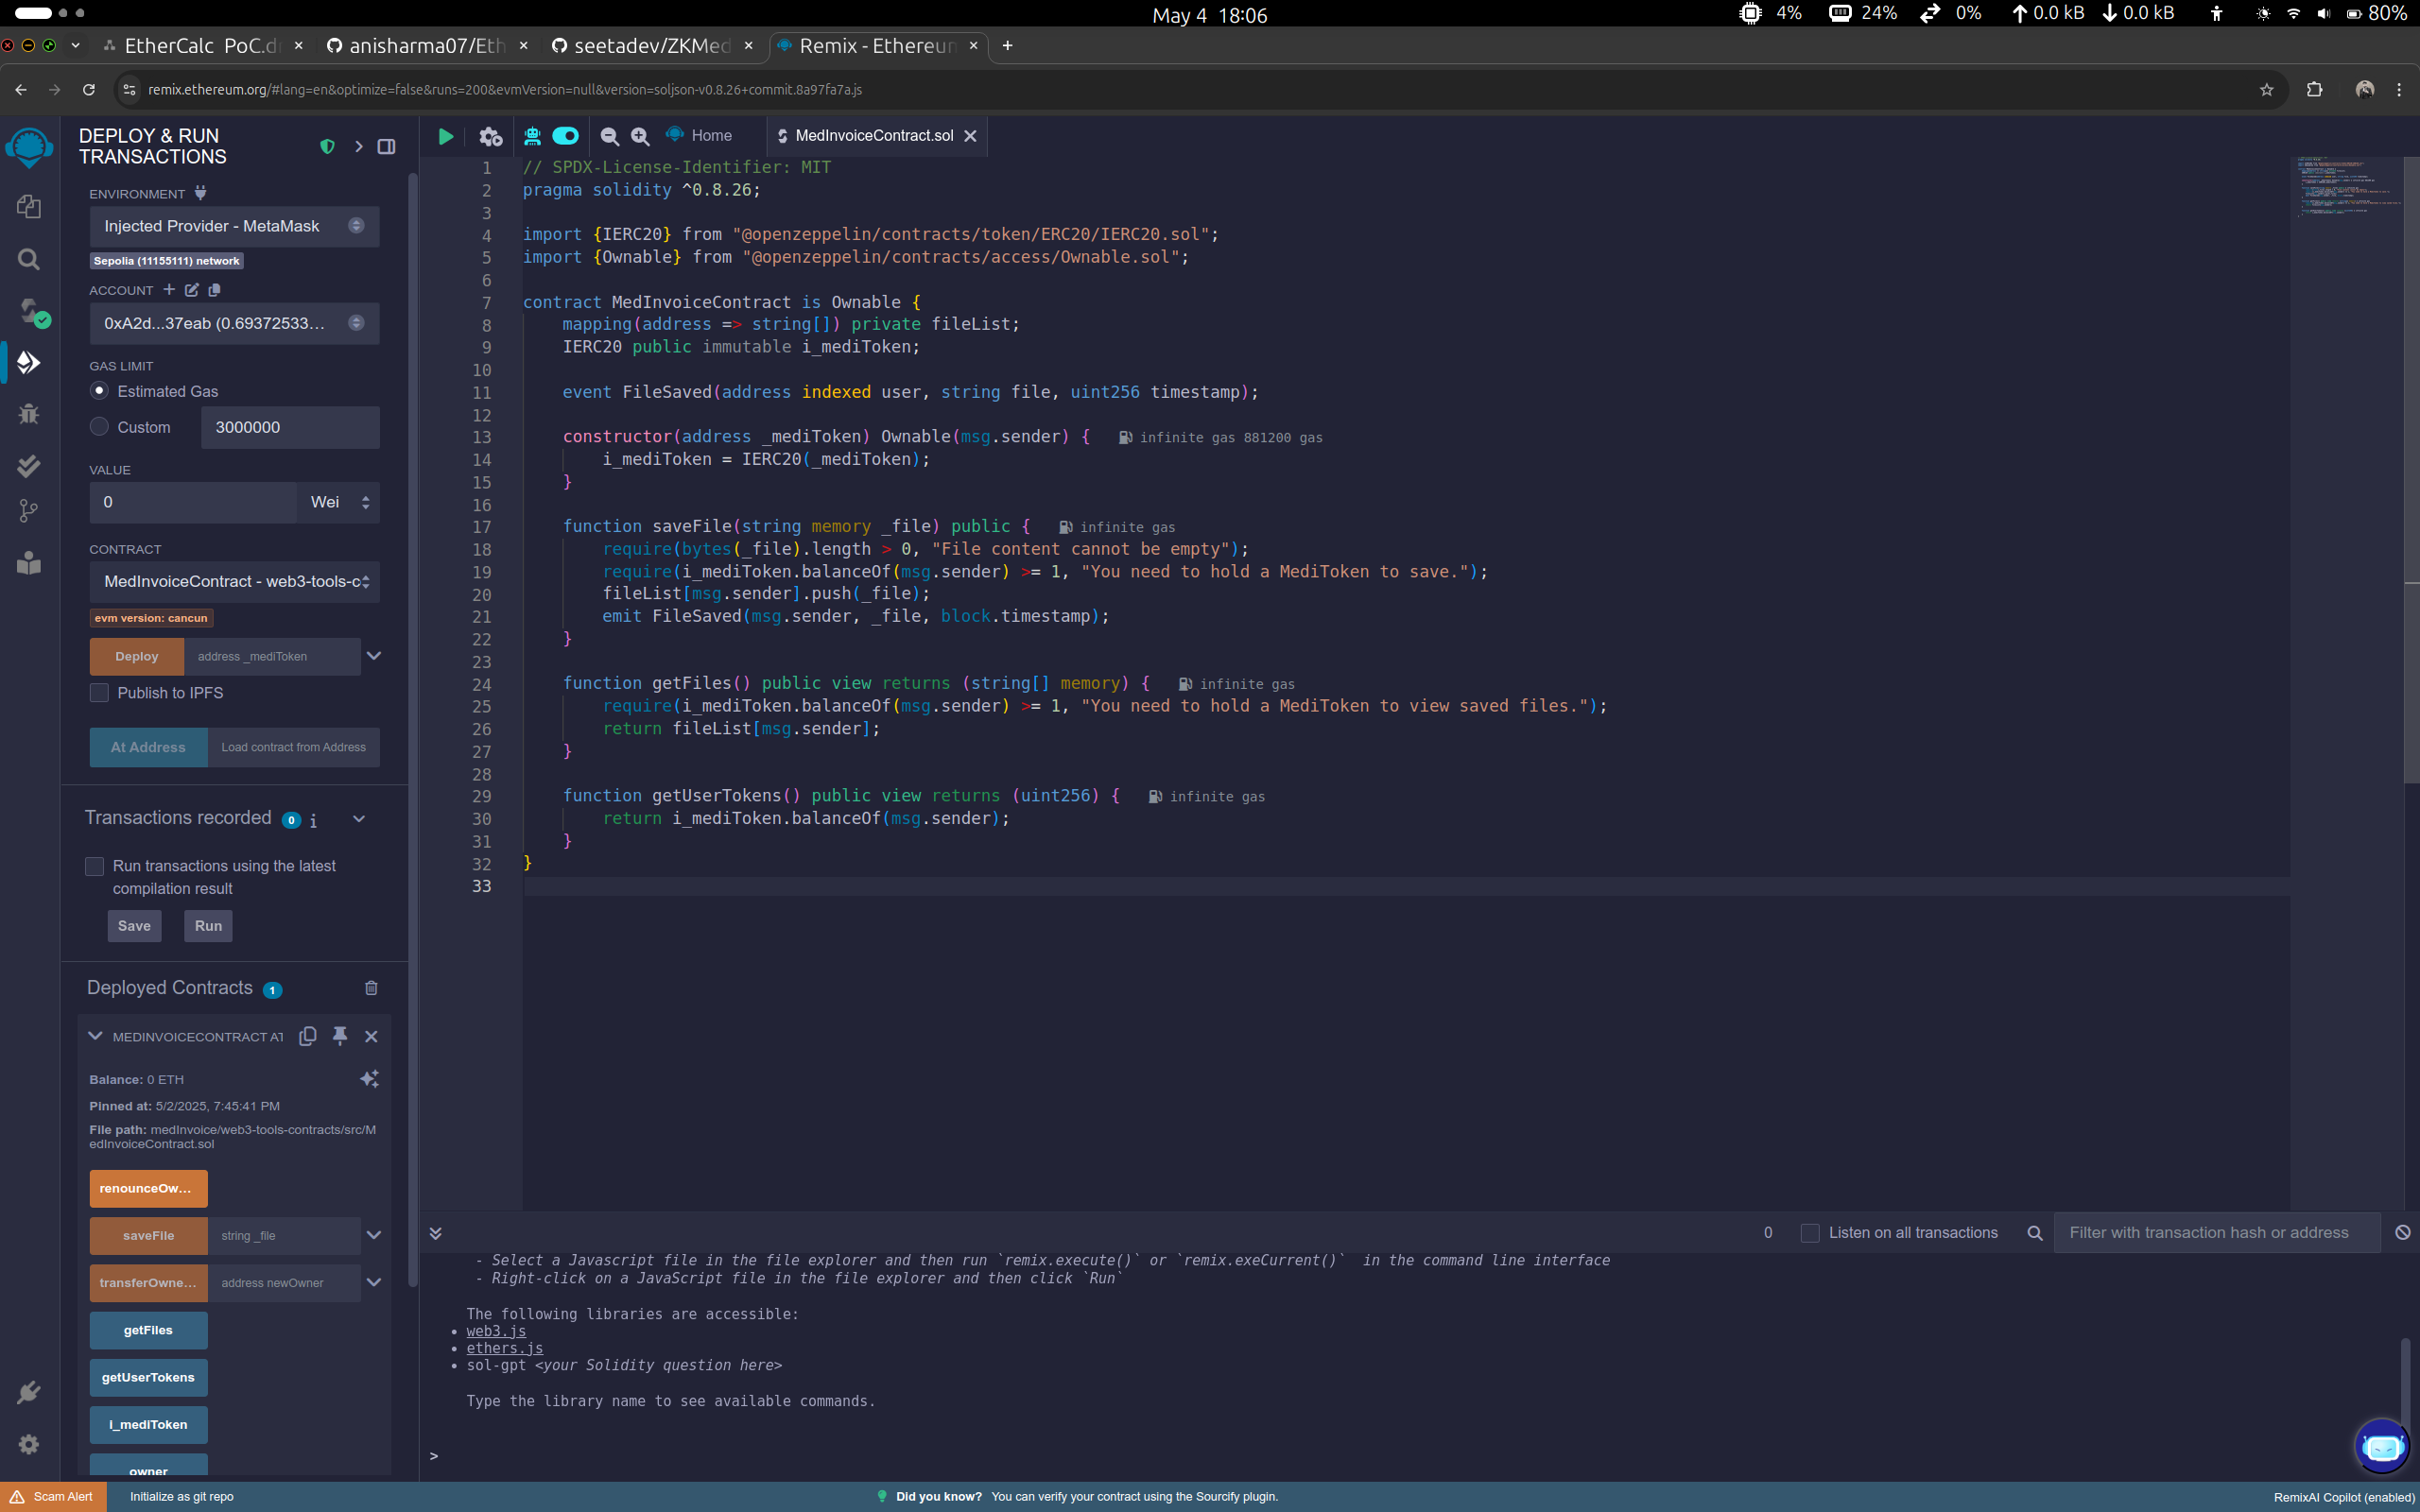 May 4 18:06
4% 24% 0% 0.0 kB 0.0 kB 80%
EtherCalc PoC.d
anisharma07/Eth
seetadev/ZKMed
Remix - Ethereum
remix.ethereum.org/#lang=en&optimize=false&runs=200&evmVersion=null&version=soljson-v0.8.26+commit.8a97fa7a.js
DEPLOY & RUN
TRANSACTIONS
ENVIRONMENT
Injected Provider - MetaMask
Sepolia (11155111) network
ACCOUNT
0xA2d...37eab (0.69372533...
GAS LIMIT
Estimated Gas
Custom 3000000
VALUE
0 Wei
CONTRACT
MedInvoiceContract - web3-tools-c
evm version: cancun
Deploy address _mediToken
Publish to IPFS
At Address Load contract from Address
Transactions recorded 0 i
Run transactions using the latest
compilation result
Save Run
Deployed Contracts 1
MEDINVOICECONTRACT AT
Balance: 0 ETH
Pinned at: 5/2/2025, 7:45:41 PM
File path: medInvoice/web3-tools-contracts/src/M
edInvoiceContract.sol
renounceOw...
saveFile string _file
transferOwne... address newOwner
getFiles
getUserTokens
i_mediToken
owner
Home MedInvoiceContract.sol
1 // SPDX-License-Identifier: MIT
2 pragma solidity ^0.8.26;
3
4 import {IERC20} from "@openzeppelin/contracts/token/ERC20/IERC20.sol";
5 import {Ownable} from "@openzeppelin/contracts/access/Ownable.sol";
6
7 contract MedInvoiceContract is Ownable {
8 mapping(address => string[]) private fileList;
9 IERC20 public immutable i_mediToken;
10
11 event FileSaved(address indexed user, string file, uint256 timestamp);
12
13 constructor(address _mediToken) Ownable(msg.sender) { infinite gas 881200 gas
14 i_mediToken = IERC20(_mediToken);
15 }
16
17 function saveFile(string memory _file) public { infinite gas
18 require(bytes(_file).length > 0, "File content cannot be empty");
19 require(i_mediToken.balanceOf(msg.sender) >= 1, "You need to hold a MediToken to save.");
20 fileList[msg.sender].push(_file);
21 emit FileSaved(msg.sender, _file, block.timestamp);
22 }
23
24 function getFiles() public view returns (string[] memory) { infinite gas
25 require(i_mediToken.balanceOf(msg.sender) >= 1, "You need to hold a MediToken to view saved files.");
26 return fileList[msg.sender];
27 }
28
29 function getUserTokens() public view returns (uint256) { infinite gas
30 return i_mediToken.balanceOf(msg.sender);
31 }
32 }
33
0 Listen on all transactions Filter with transaction hash or address
- Select a Javascript file in the file explorer and then run `remix.execute()` or `remix.exeCurrent()` in the command line interface
- Right-click on a JavaScript file in the file explorer and then click `Run`
The following libraries are accessible:
• web3.js
• ethers.js
• sol-gpt <your Solidity question here>
Type the library name to see available commands.
>
Scam Alert Initialize as git repo Did you know? You can verify your contract using the Sourcify plugin. RemixAI Copilot (enabled)